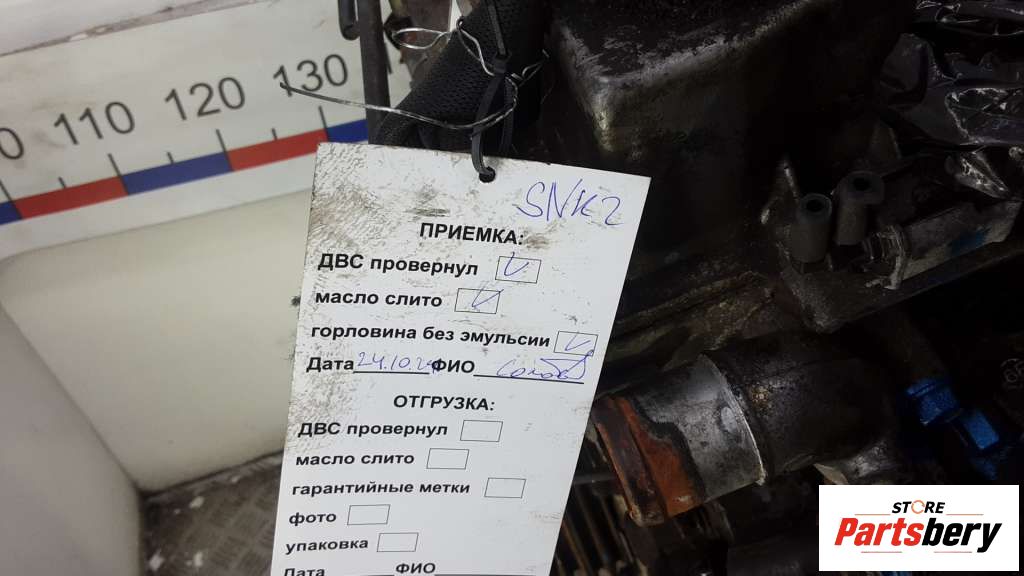 110 120 130
SNK2
ПРИЕМКА:
ДВС провернул
масло слито
горловина без эмульсии
Дата 24.10.24 ФИО
ОТГРУЗКА:
ДВС провернул
масло слито
гарантийные метки
фото
упаковка
Дата ФИО
STORE
Partsbery